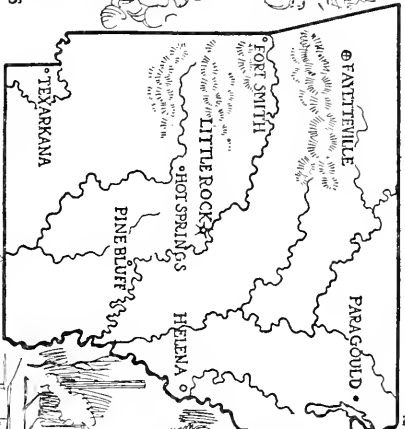 FAYETTEVILLE
PARAGOULD
FORT SMITH
LITTLE ROCK
HOT SPRINGS
HELENA
PINE BLUFF
TEXARKANA